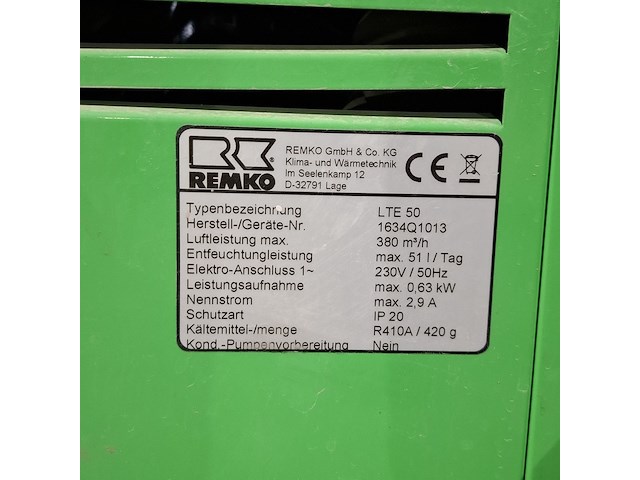 REMKO
REMKO GmbH & Co. KG
Klima- und Wärmetechnik
Im Seelenkamp 12
D-32791 Lage
CE
Typenbezeichnung LTE 50
Herstell-/Geräte-Nr. 1634Q1013
Luftleistung max. 380 m³/h
Entfeuchtungleistung max. 51 l / Tag
Elektro-Anschluss 1~ 230V / 50Hz
Leistungsaufnahme max. 0,63 kW
Nennstrom max. 2,9 A
Schutzart IP 20
Kältemittel-/menge R410A / 420 g
Kond.-Pumpenvorbereitung Nein